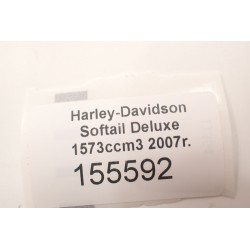 Harley-Davidson
Softail Deluxe
1573ccm3 2007r.
155592